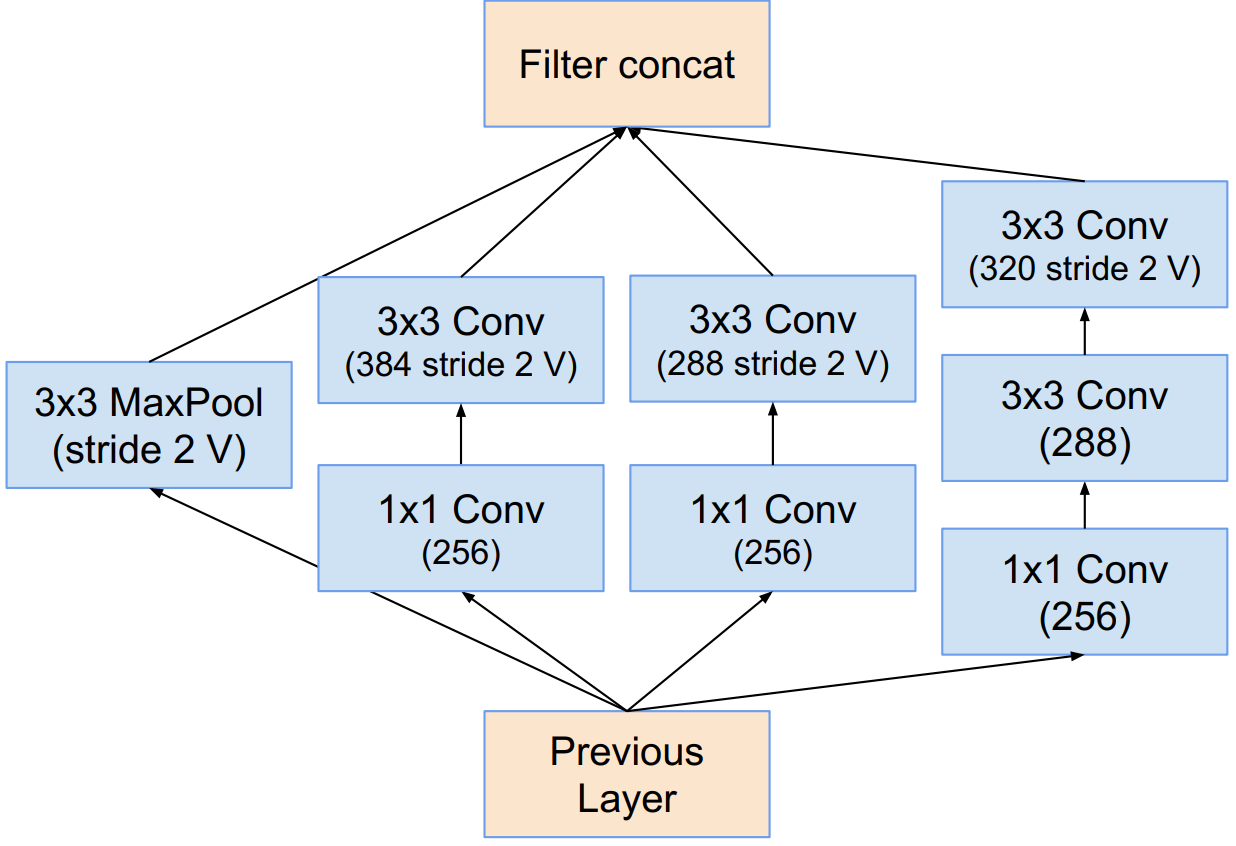 Filter concat
3x3 Conv
(320 stride 2 V)
3x3 Conv
(384 stride 2 V)
3x3 Conv
(288 stride 2 V)
3x3 MaxPool
(stride 2 V)
3x3 Conv
(288)
1x1 Conv
(256)
1x1 Conv
(256)
1x1 Conv
(256)
Previous
Layer